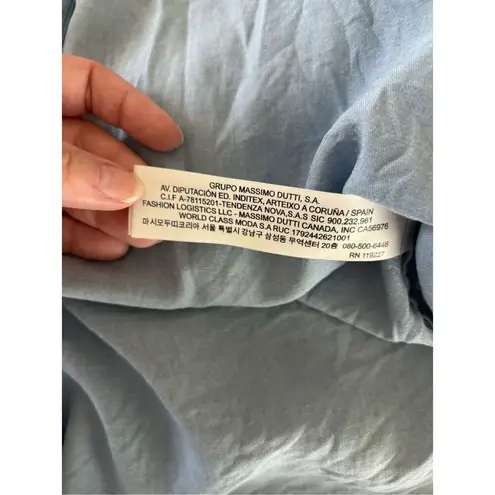 GRUPO MASSIMO DUTTI, S.A.
AV. DIPUTACIÓN ED. INDITEX, ARTEIXO A CORUÑA / SPAIN
C.I.F A-78115201-TENDENZA NOVA,S.A.S SIC 900.232.961
FASHION LOGISTICS LLC - MASSIMO DUTTI CANADA, INC CA56976
WORLD CLASS MODA S.A RUC 1792442621001
마시모두띠코리아 서울 특별시 강남구 삼성동 무역센터 20층 080-500-6446
RN 119227